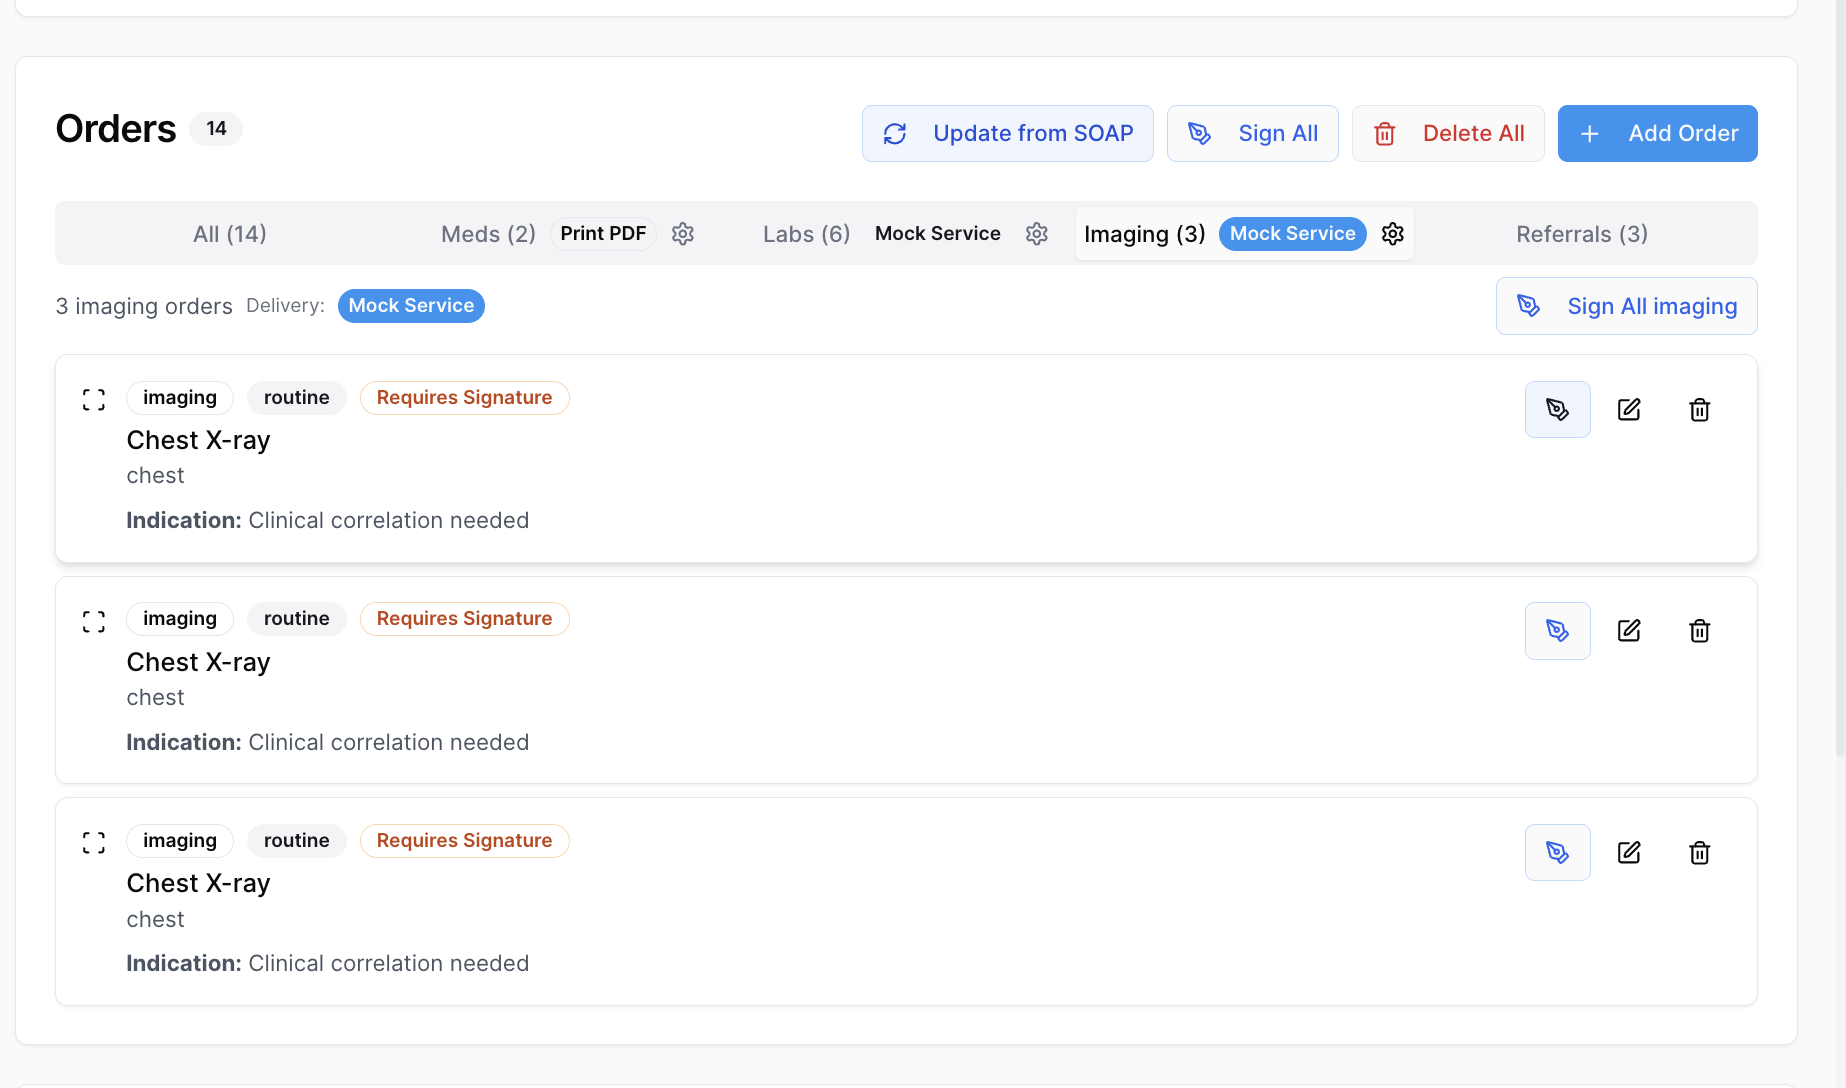 Orders 14
Update from SOAP
Sign All
Delete All
Add Order
All (14)
Meds (2) Print PDF
Labs (6) Mock Service
Imaging (3) Mock Service
Referrals (3)
3 imaging orders Delivery: Mock Service
Sign All imaging
imaging routine Requires Signature
Chest X-ray
chest
Indication: Clinical correlation needed
imaging routine Requires Signature
Chest X-ray
chest
Indication: Clinical correlation needed
imaging routine Requires Signature
Chest X-ray
chest
Indication: Clinical correlation needed